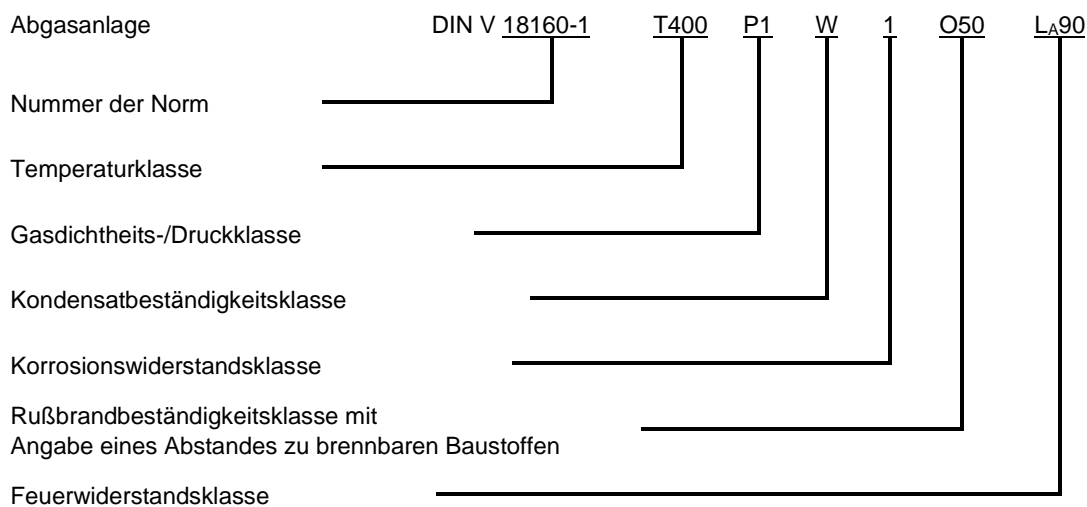 Abgasanlage DIN V 18160-1 T400 P1 W 1 O50 LA90
Nummer der Norm
Temperaturklasse
Gasdichtheits-/Druckklasse
Kondensatbeständigkeitsklasse
Korrosionswiderstandsklasse
Rußbrandbeständigkeitsklasse mit
Angabe eines Abstandes zu brennbaren Baustoffen
Feuerwiderstandsklasse